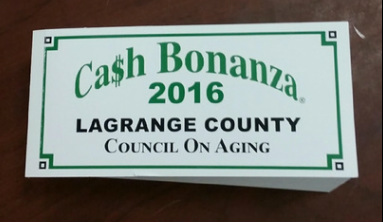 Ca$h Bonanza®
2016
LAGRANGE COUNTY
COUNCIL ON AGING